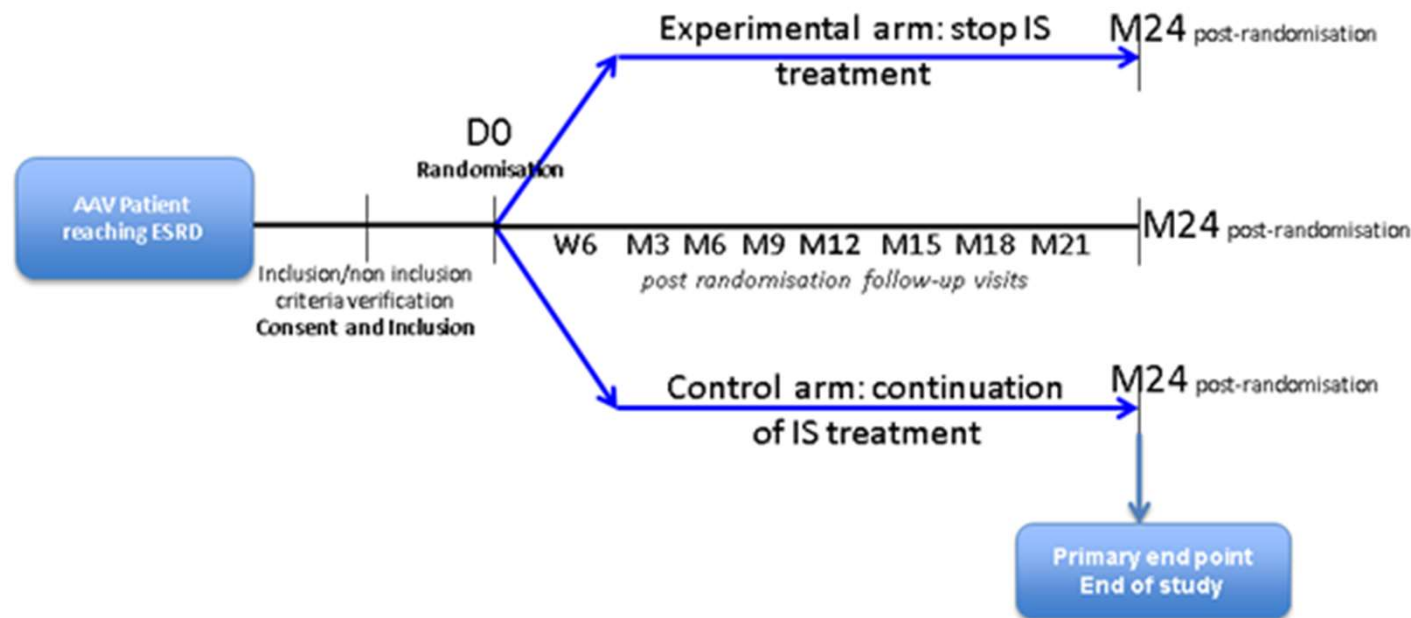 Experimental arm: stop IS
treatment
M24 post-randomisation
D0
Randomisation
AAV Patient
reaching ESRD
Inclusion/non inclusion
criteria verification
Consent and Inclusion
W6 M3 M6 M9 M12 M15 M18 M21
post randomisation follow-up visits
M24 post-randomisation
Control arm: continuation
of IS treatment
M24 post-randomisation
Primary end point
End of study